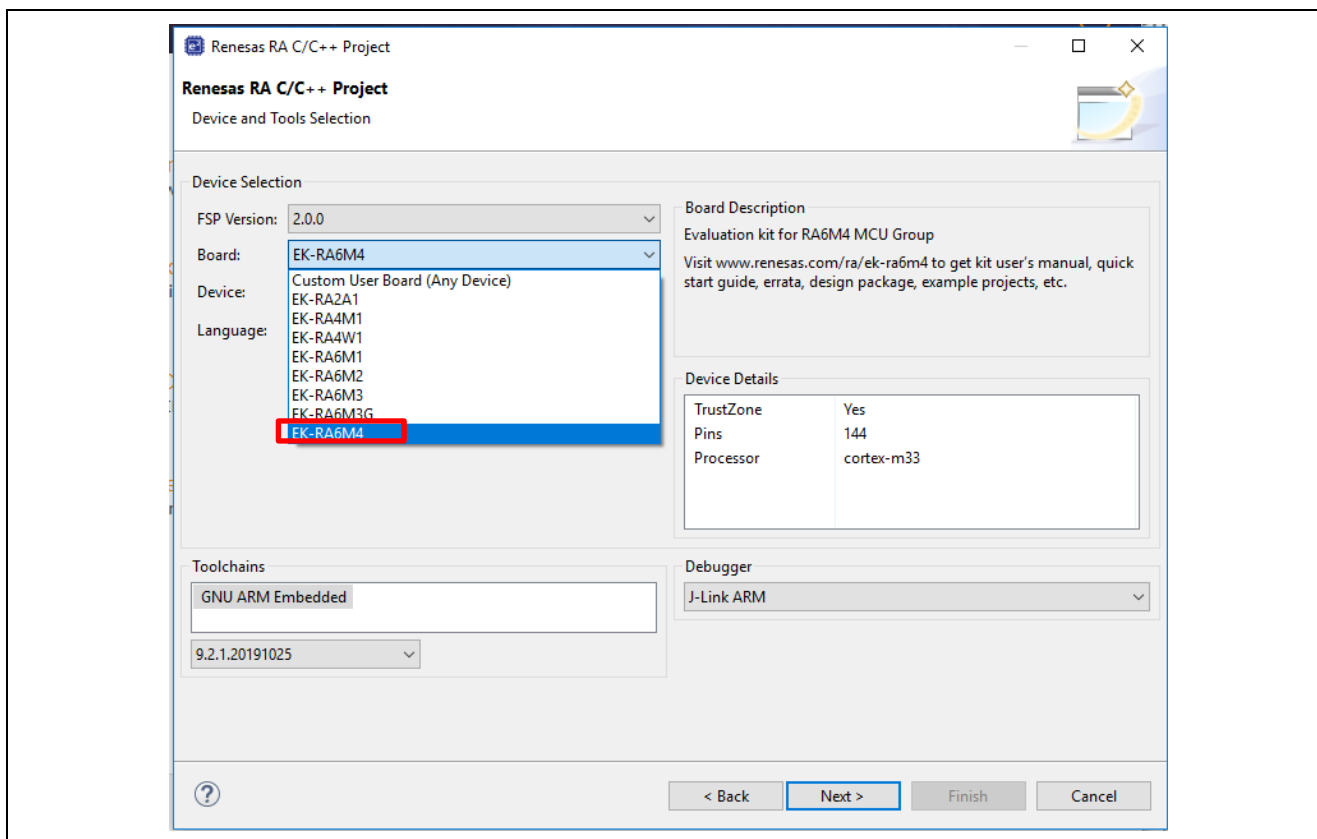 Renesas RA C/C++ Project
Renesas RA C/C++ Project
Device and Tools Selection
Device Selection
FSP Version: 2.0.0
Board: EK-RA6M4
Custom User Board (Any Device)
EK-RA2A1
EK-RA4M1
EK-RA4W1
EK-RA6M1
EK-RA6M2
EK-RA6M3
EK-RA6M3G
EK-RA6M4
Device:
Language:
Board Description
Evaluation kit for RA6M4 MCU Group
Visit www.renesas.com/ra/ek-ra6m4 to get kit user's manual, quick
start guide, errata, design package, example projects, etc.
Device Details
TrustZone Yes
Pins 144
Processor cortex-m33
Toolchains
GNU ARM Embedded
9.2.1.20191025
Debugger
J-Link ARM
? < Back Next > Finish Cancel